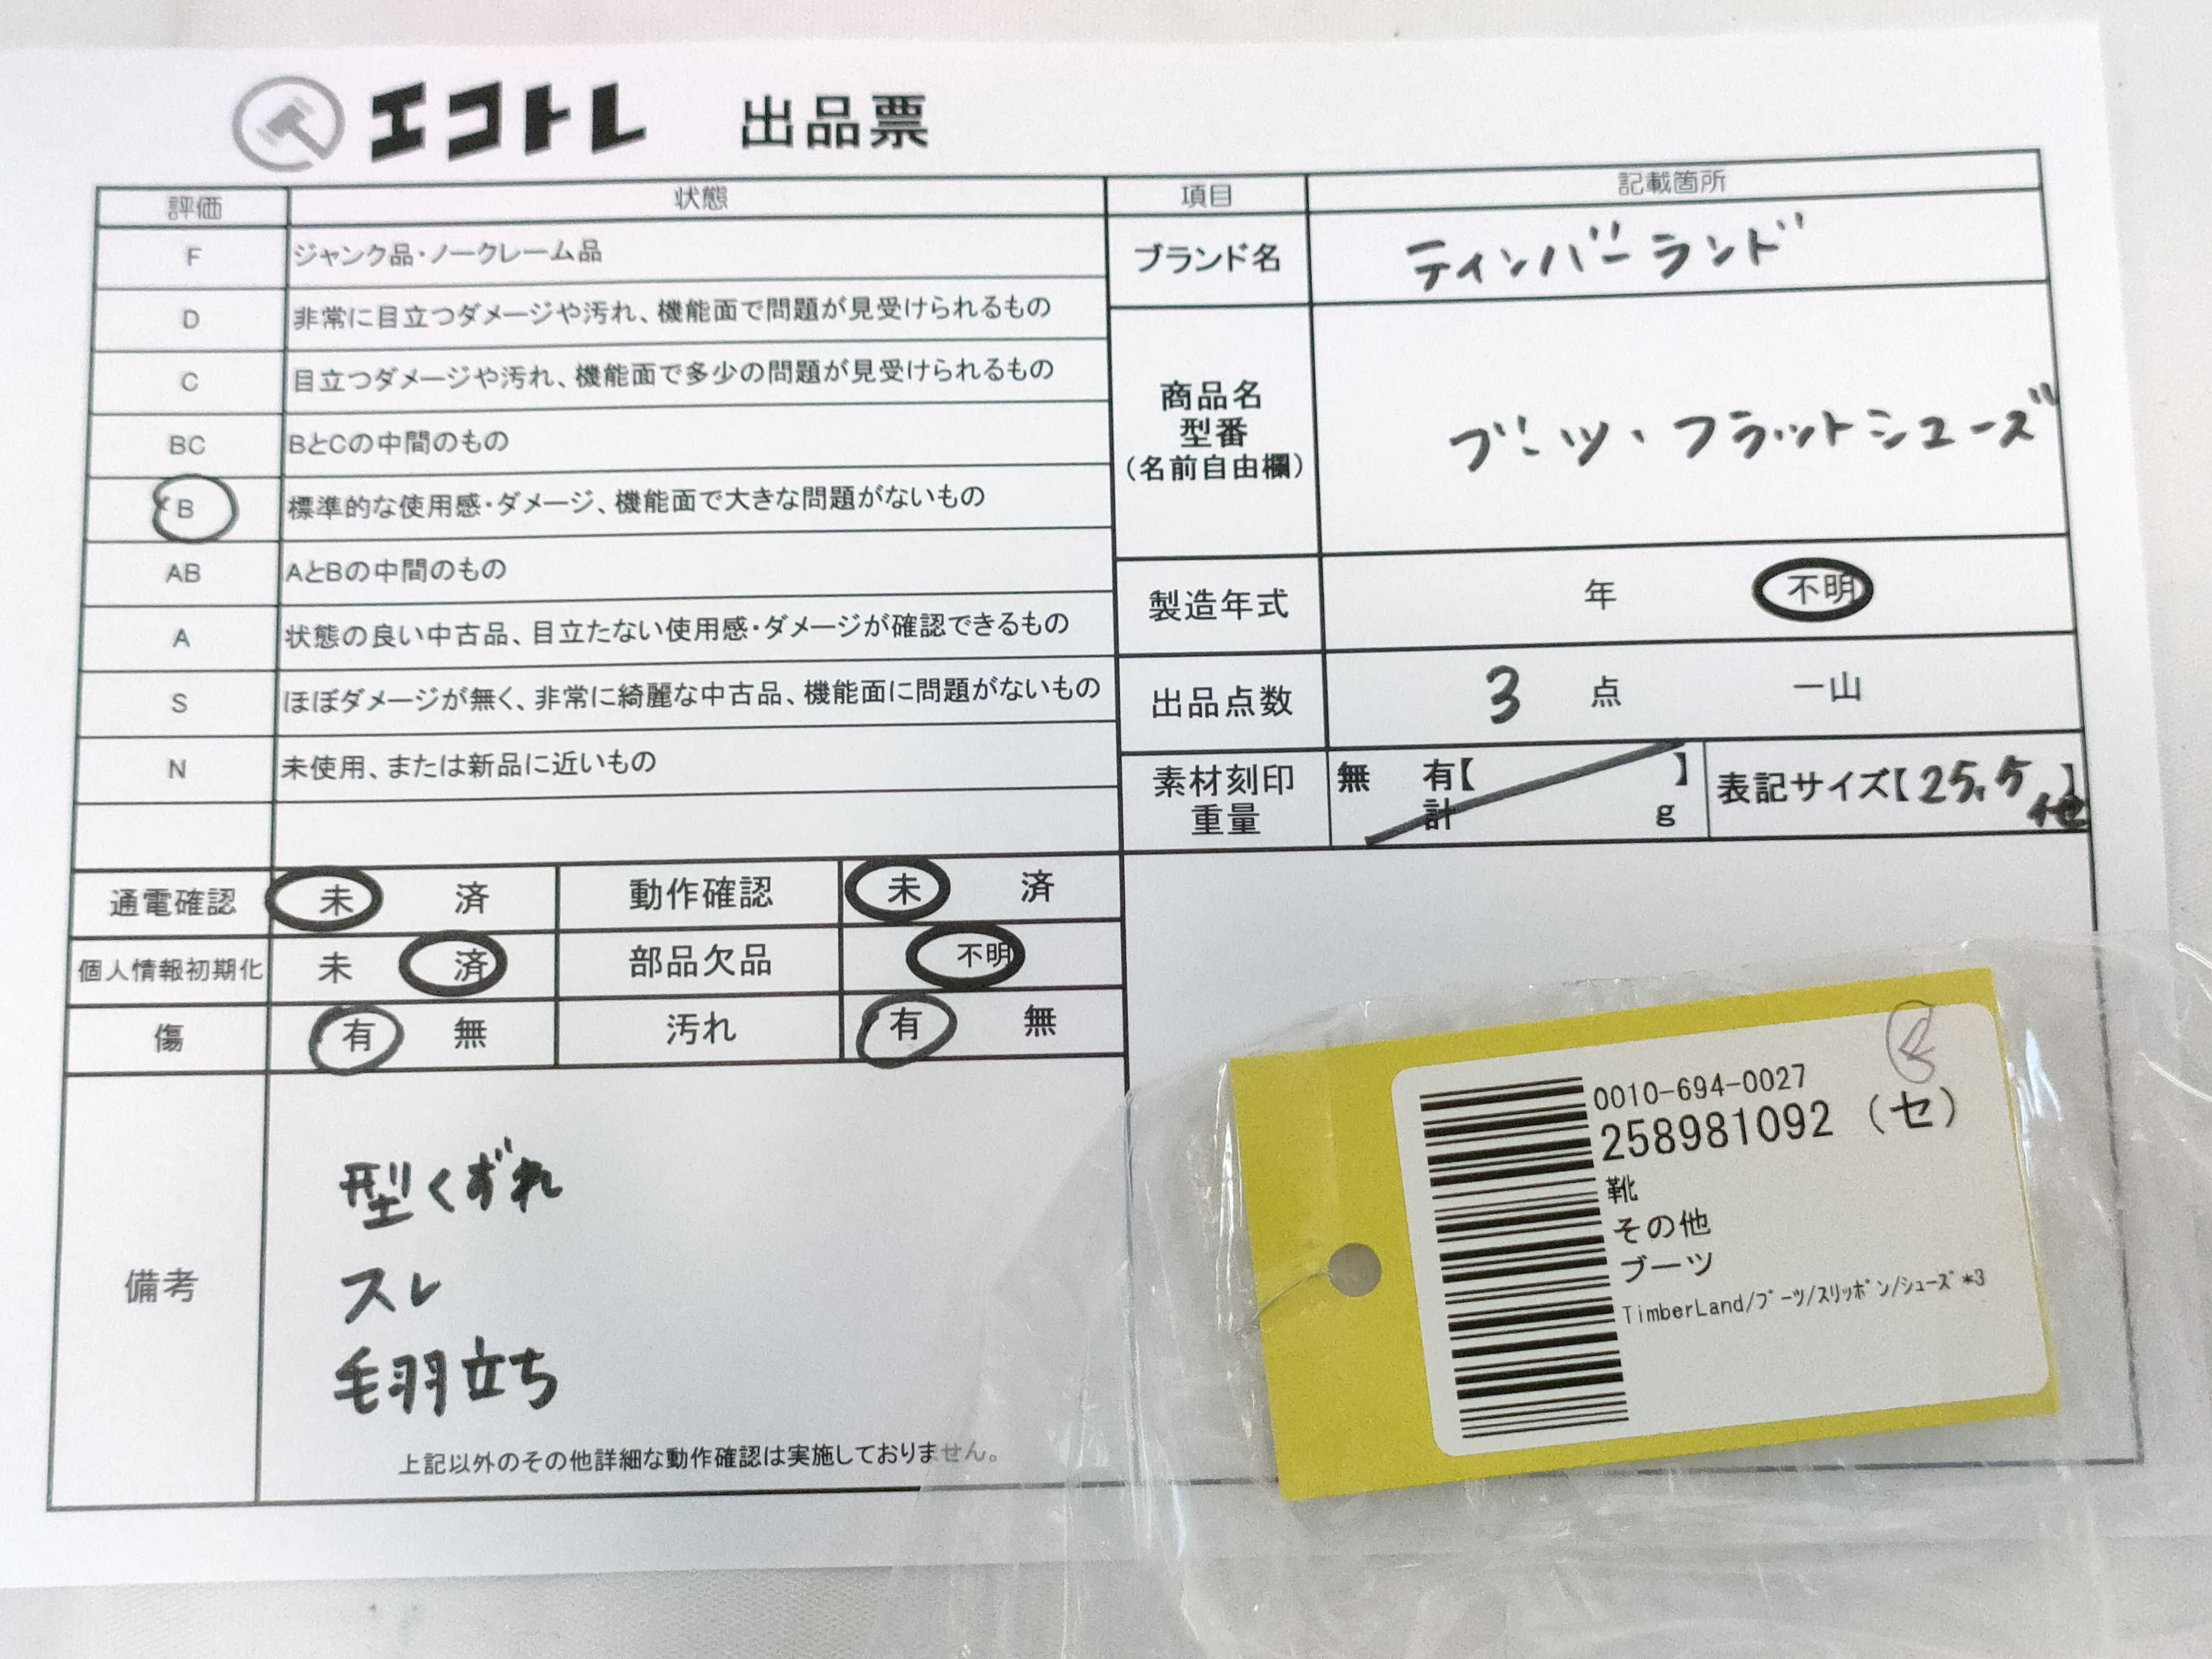 エコトレ 出品票
評価 状態 項目 記載箇所
F ジャンク品・ノークレーム品
D 非常に目立つダメージや汚れ、機能面で問題が見受けられるもの
C 目立つダメージや汚れ、機能面で多少の問題が見受けられるもの
BC BとCの中間のもの
B 標準的な使用感・ダメージ、機能面で大きな問題がないもの
AB AとBの中間のもの
A 状態の良い中古品、目立たない使用感・ダメージが確認できるもの
S ほぼダメージが無く、非常に綺麗な中古品、機能面に問題がないもの
N 未使用、または新品に近いもの
ブランド名 ティンバーランド
商品名
型番
(名前自由欄)
ブーツ・フラットシューズ
製造年式 年 不明
出品点数 3 点 一山
素材刻印 無 有【 】
重量 計 g
表記サイズ【25.5 】
他
通電確認 未 済 動作確認 未 済
個人情報初期化 未 済 部品欠品 不明
傷 有 無 汚れ 有 無
備考
型くずれ
スレ
毛羽立ち
上記以外のその他詳細な動作確認は実施しておりません。
0010-694-0027
258981092 (セ)
靴
その他
ブーツ
TimberLand/ﾌﾞｰﾂ/ｽﾘｯﾎﾟﾝ/ｼｭｰｽﾞ*3